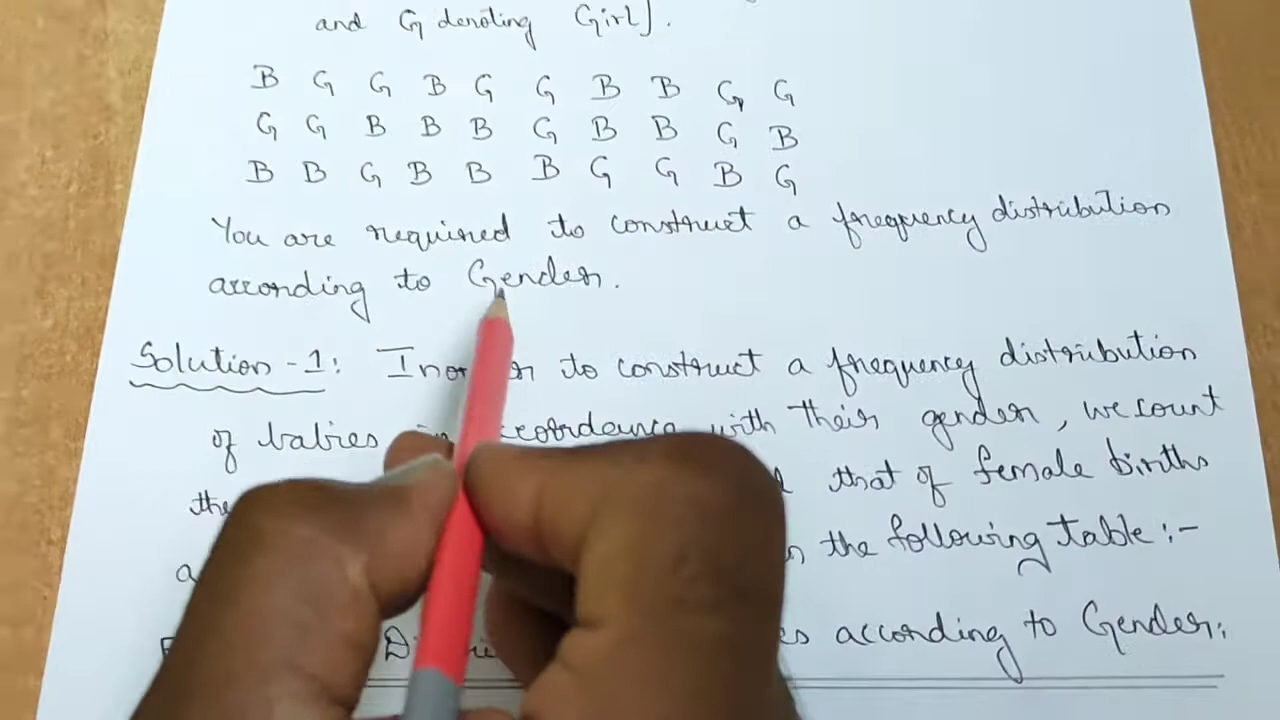 and G denoting Girl].
B G G B G G B B G G
G G B B B G B B G B
B B G B B B G G B G
You are required to construct a frequency distribution
according to Gender.
Solution-1: to construct a frequency distribution
of babies with their gender, we count
the that of female births
the following table :-
according to Gender: